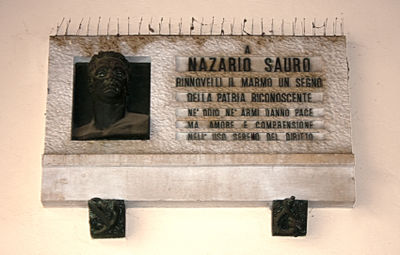 A
NAZARIO SAURO
RINNOVELLI IL MARMO UN SEGNO
DELLA PATRIA RICONOSCENTE
NE' ODIO NE' ARMI DANNO PACE
MA AMORE E COMPRENSIONE
NELL' USO SERENO DEL DIRITTO